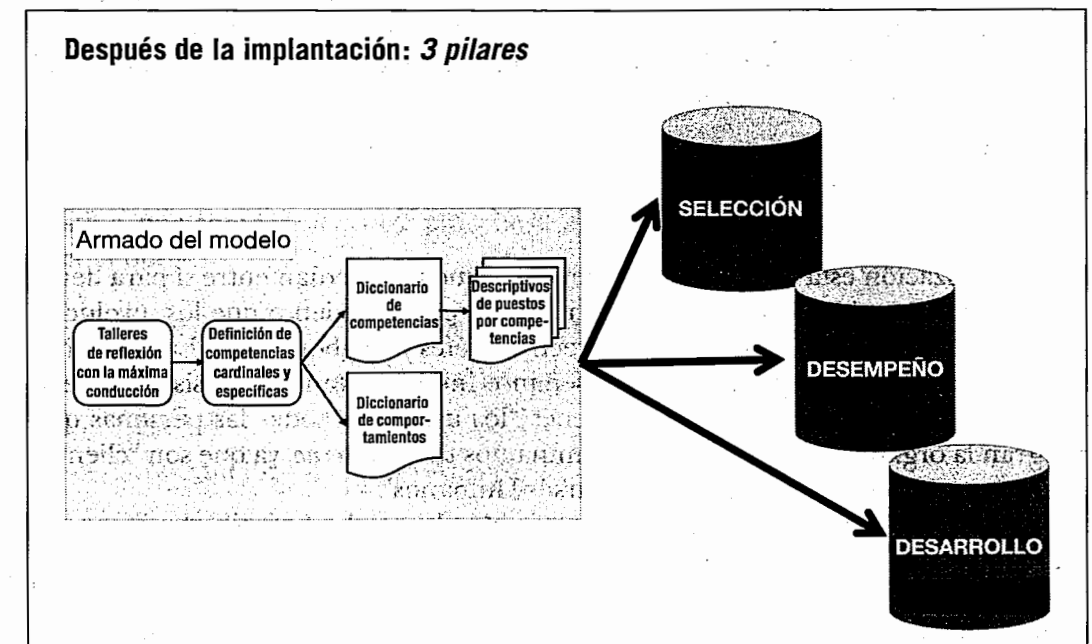 Después de la implantación: 3 pilares
Armado del modelo
Talleres
de reflexión
con la máxima
conducción
Definición de
competencias
cardinales y
específicas
Diccionario
de
competencias
Descriptivos
de puestos
por compe-
tencias
Diccionario
de compor-
tamientos
SELECCIÓN
DESEMPEÑO
DESARROLLO